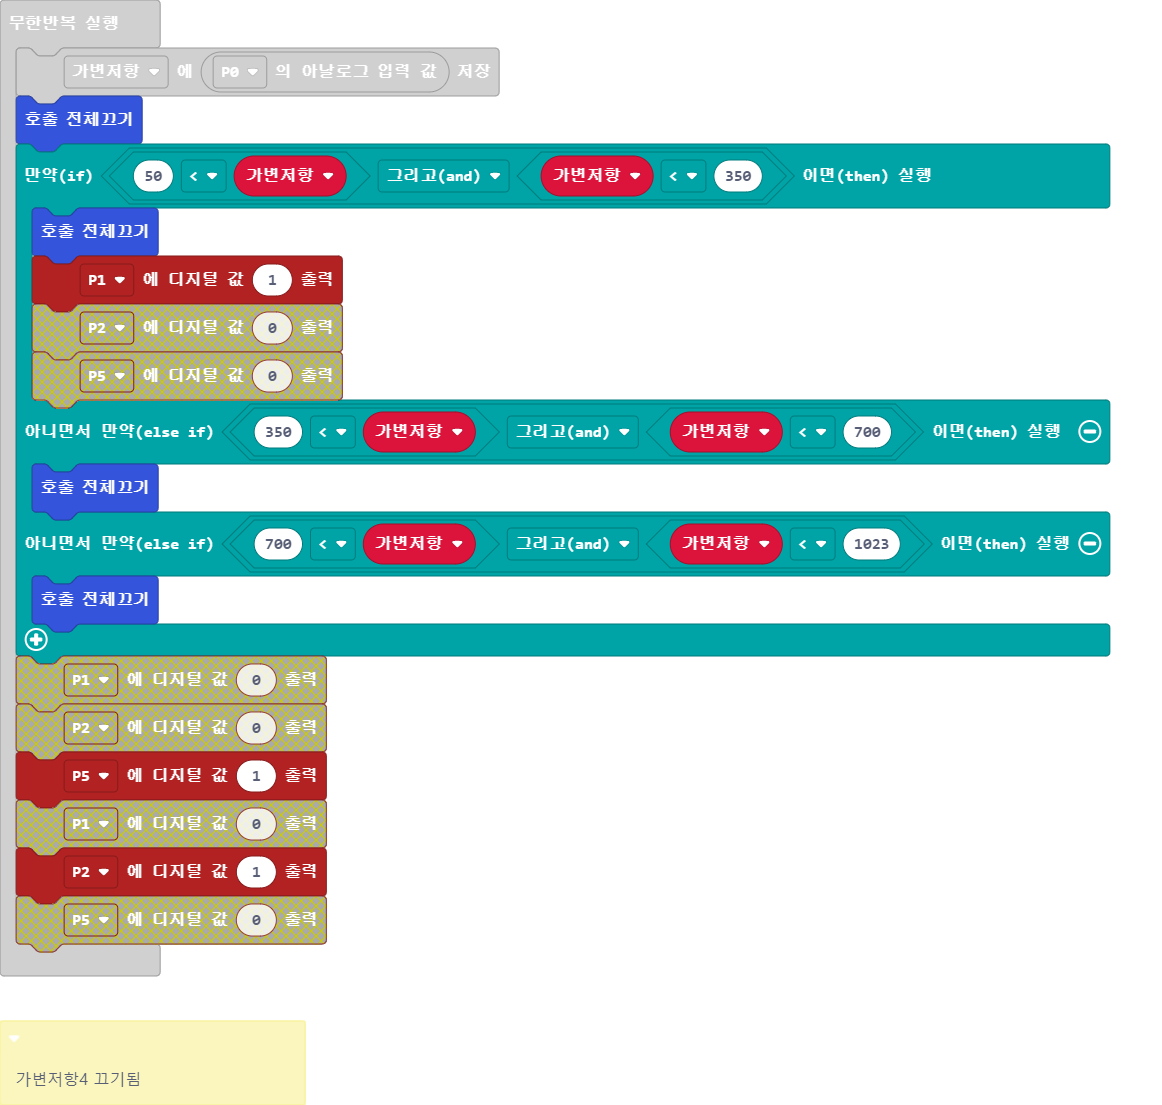 무한반복 실행
가변저항 에 P0 의 아날로그 입력 값 저장
호출 전체끄기
만약(if) 50 < 가변저항 그리고(and) 가변저항 < 350 이면(then) 실행
호출 전체끄기
P1 에 디지털 값 1 출력
P2 에 디지털 값 0 출력
P5 에 디지털 값 0 출력
아니면서 만약(else if) 350 < 가변저항 그리고(and) 가변저항 < 700 이면(then) 실행
호출 전체끄기
아니면서 만약(else if) 700 < 가변저항 그리고(and) 가변저항 < 1023 이면(then) 실행
호출 전체끄기
P1 에 디지털 값 0 출력
P2 에 디지털 값 0 출력
P5 에 디지털 값 1 출력
P1 에 디지털 값 0 출력
P2 에 디지털 값 1 출력
P5 에 디지털 값 0 출력
가변저항4 끄기됨